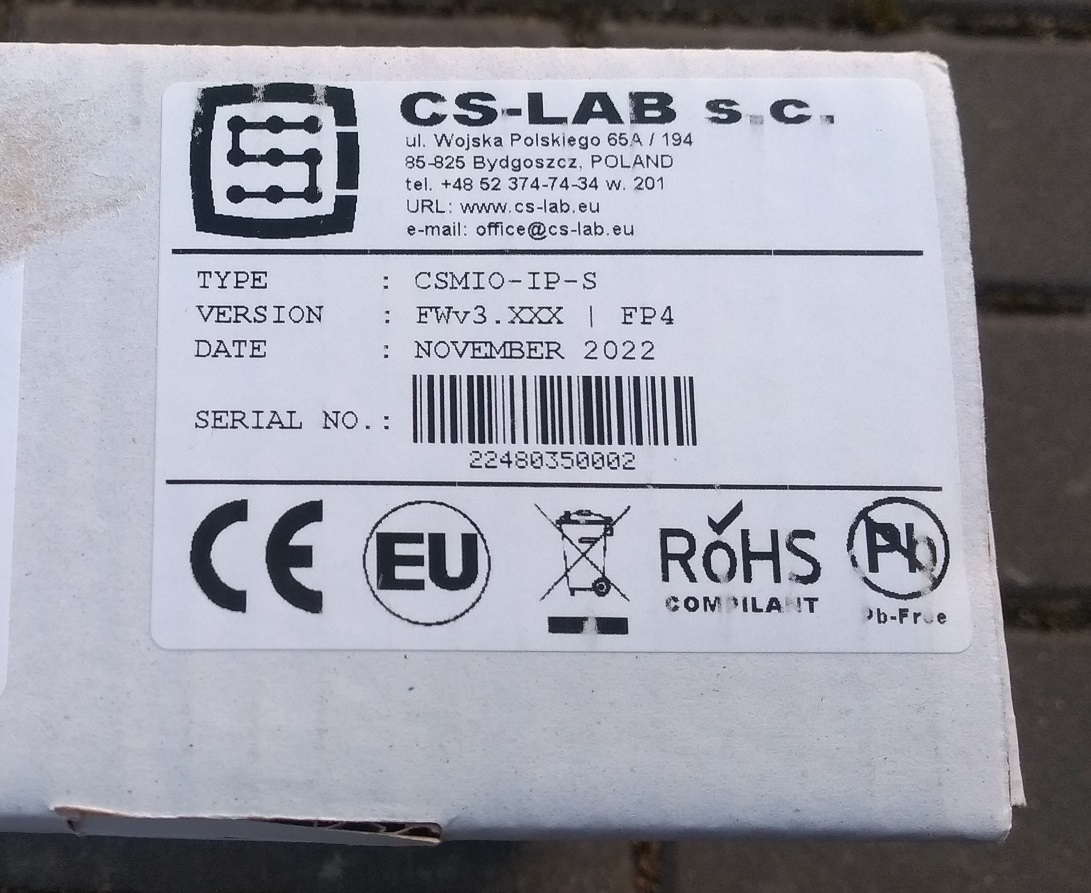 CS-LAB s.c.
ul. Wojska Polskiego 65A / 194
85-825 Bydgoszcz, POLAND
tel. +48 52 374-74-34 w. 201
URL: www.cs-lab.eu
e-mail: office@cs-lab.eu
TYPE : CSMIO-IP-S
VERSION : FWv3.XXX | FP4
DATE : NOVEMBER 2022
SERIAL NO.:
22480350002
CE EU RoHS Pb
COMPILANT Pb-Free